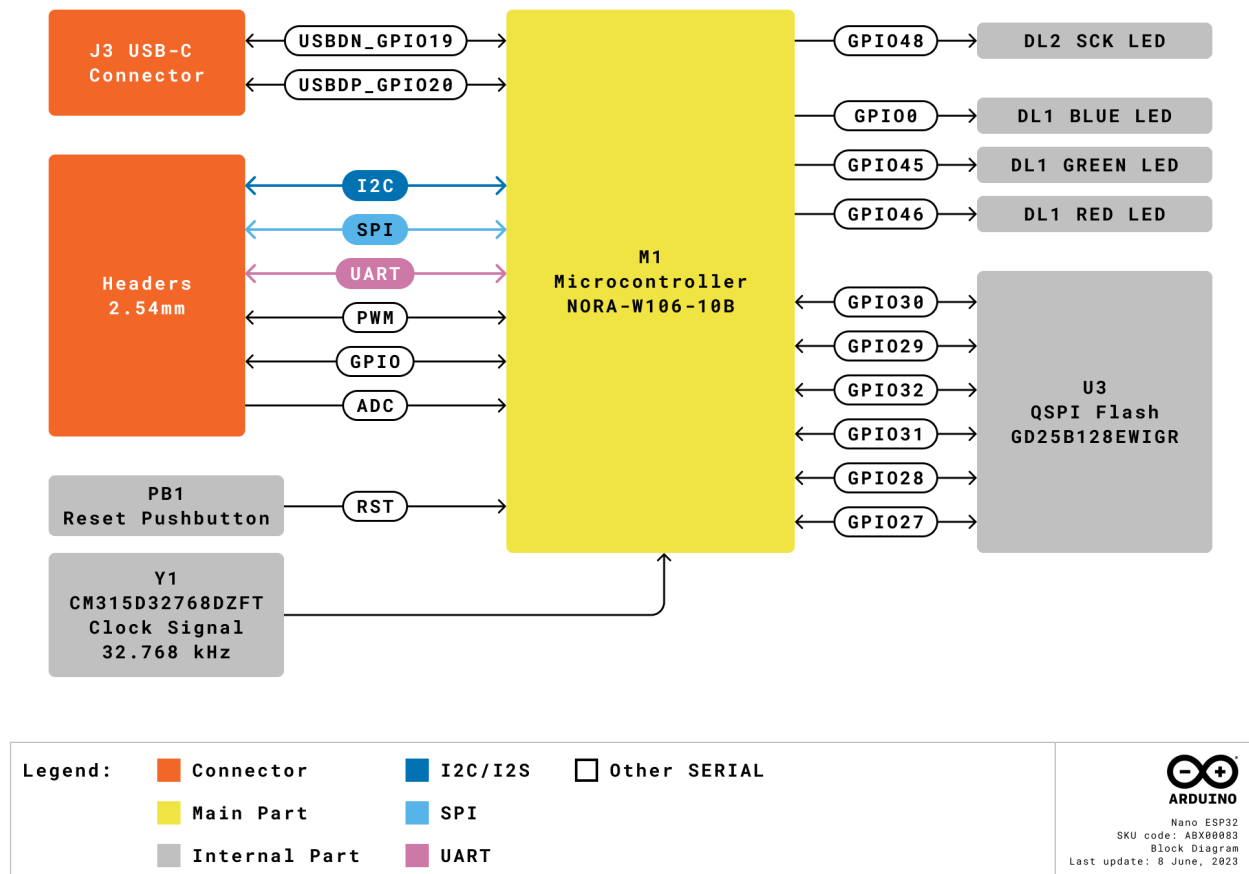 J3 USB-C
Connector
USBDN_GPIO19
USBDP_GPIO20
Headers
2.54mm
I2C
SPI
UART
PWM
GPIO
ADC
PB1
Reset Pushbutton
RST
Y1
CM315D32768DZFT
Clock Signal
32.768 kHz
M1
Microcontroller
NORA-W106-10B
GPIO48
DL2 SCK LED
GPIO0
DL1 BLUE LED
GPIO45
DL1 GREEN LED
GPIO46
DL1 RED LED
GPIO30
GPIO29
GPIO32
GPIO31
GPIO28
GPIO27
U3
QSPI Flash
GD25B128EWIGR
Legend:
Connector
Main Part
Internal Part
I2C/I2S
SPI
UART
Other SERIAL
ARDUINO
Nano ESP32
SKU code: ABX00083
Block Diagram
Last update: 8 June, 2023